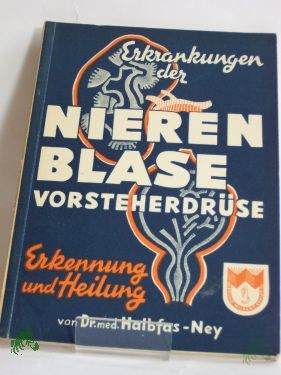 Erkrankungen
der
NIEREN
BLASE
VORSTEHERDRÜSE
Erkennung
und Heilung
von Dr. med. Halbfas-Ney